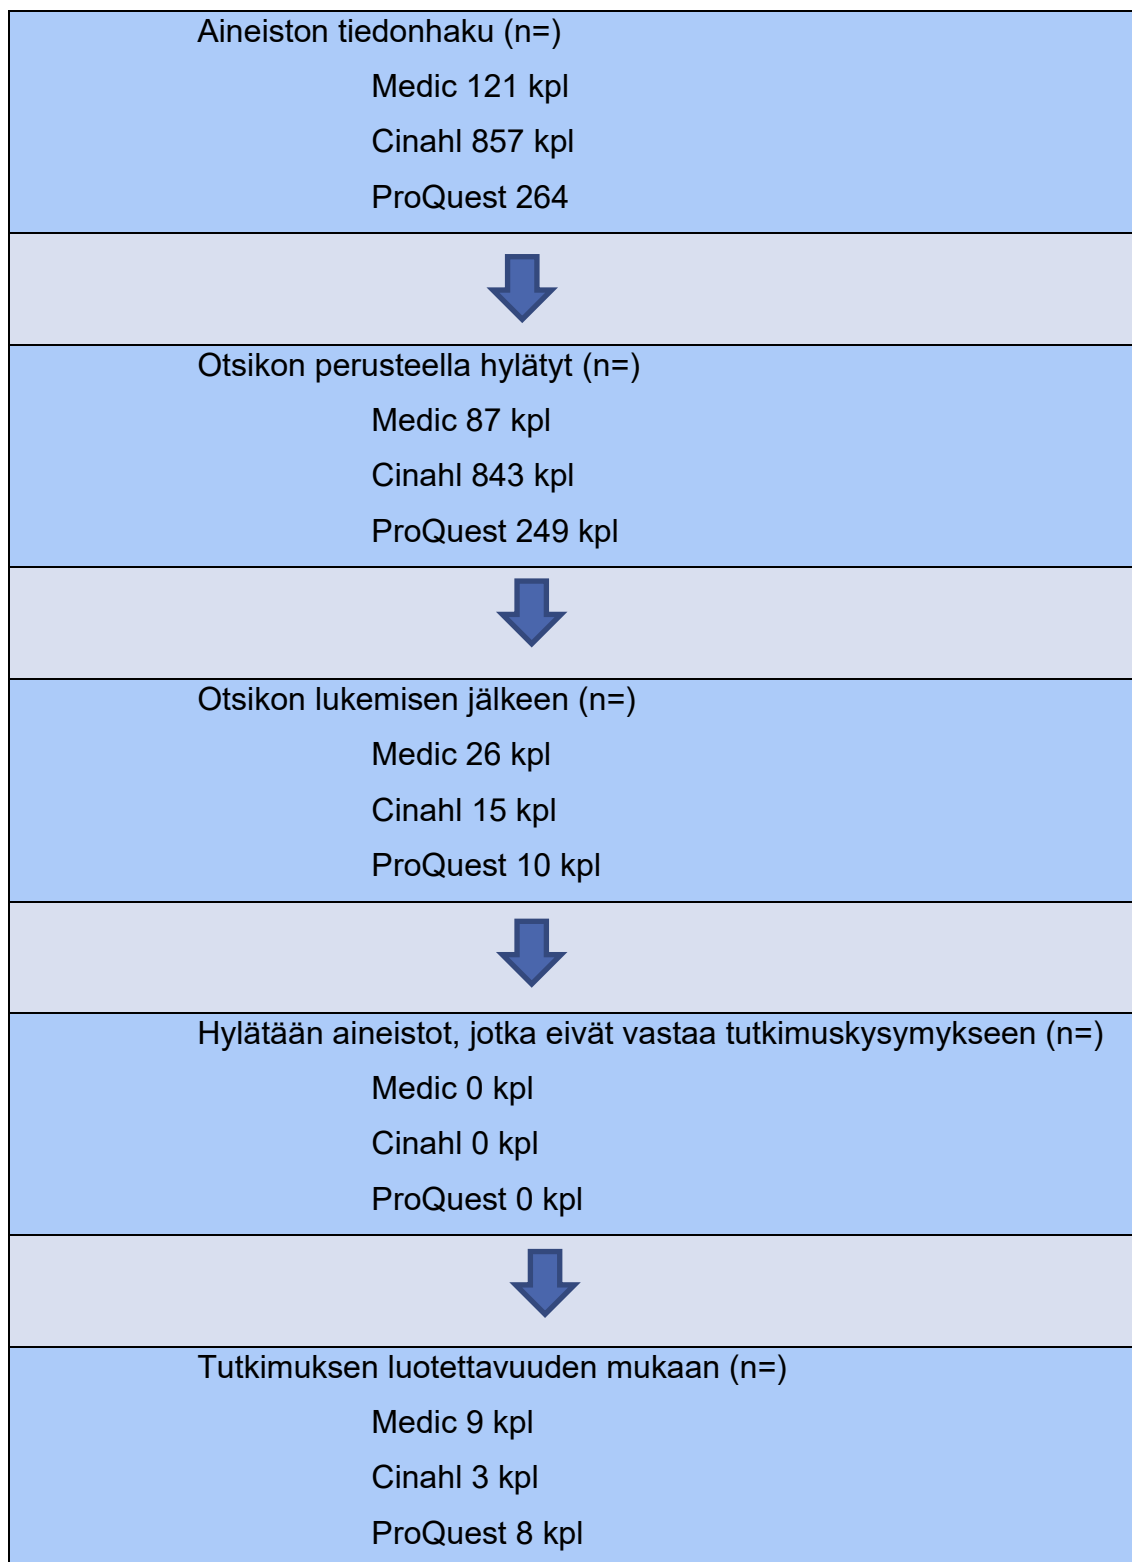 Aineiston tiedonhaku (n=)
Medic 121 kpl
Cinahl 857 kpl
ProQuest 264
Otsikon perusteella hylätyt (n=)
Medic 87 kpl
Cinahl 843 kpl
ProQuest 249 kpl
Otsikon lukemisen jälkeen (n=)
Medic 26 kpl
Cinahl 15 kpl
ProQuest 10 kpl
Hylätään aineistot, jotka eivät vastaa tutkimuskysymykseen (n=)
Medic 0 kpl
Cinahl 0 kpl
ProQuest 0 kpl
Tutkimuksen luotettavuuden mukaan (n=)
Medic 9 kpl
Cinahl 3 kpl
ProQuest 8 kpl